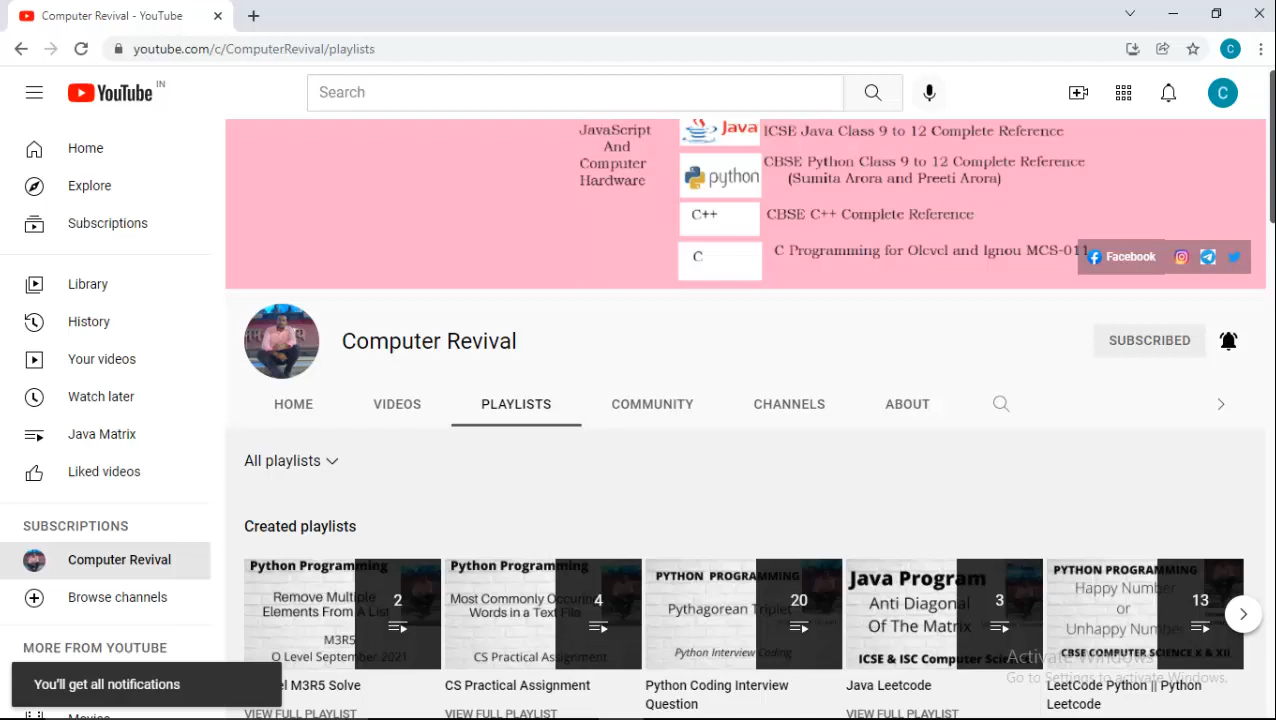 Computer Revival - YouTube
youtube.com/c/ComputerRevival/playlists
C
YouTube IN
Search
C
Home
Explore
Subscriptions
Library
History
Your videos
Watch later
Java Matrix
Liked videos
SUBSCRIPTIONS
Computer Revival
Browse channels
MORE FROM YOUTUBE
Movies
You'll get all notifications
JavaScript
And
Computer
Hardware
Java ICSE Java Class 9 to 12 Complete Reference
python CBSE Python Class 9 to 12 Complete Reference
(Sumita Arora and Preeti Arora)
C++ CBSE C++ Complete Reference
C C Programming for Olevel and Ignou MCS-011
Facebook
Computer Revival
SUBSCRIBED
HOME VIDEOS PLAYLISTS COMMUNITY CHANNELS ABOUT
All playlists
Created playlists
Python Programming
Remove Multiple
Elements From A List
M3R5
O Level September 2021
2
el M3R5 Solve
VIEW FULL PLAYLIST
Python Programming
Most Commonly Occuring
Words in a Text File
CS Practical Assignment
4
CS Practical Assignment
VIEW FULL PLAYLIST
PYTHON PROGRAMMING
Pythagorean Triplet
Python Interview Coding
20
Python Coding Interview
Question
Java Program
Anti Diagonal
Of The Matrix
ICSE & ISC Computer Scie
3
Java Leetcode
VIEW FULL PLAYLIST
PYTHON PROGRAMMING
Happy Number
or
Unhappy Number
CBSE COMPUTER SCIENCE X & XII
13
LeetCode Python || Python
Leetcode
Activate Windows
Go to Settings to activate Windows.